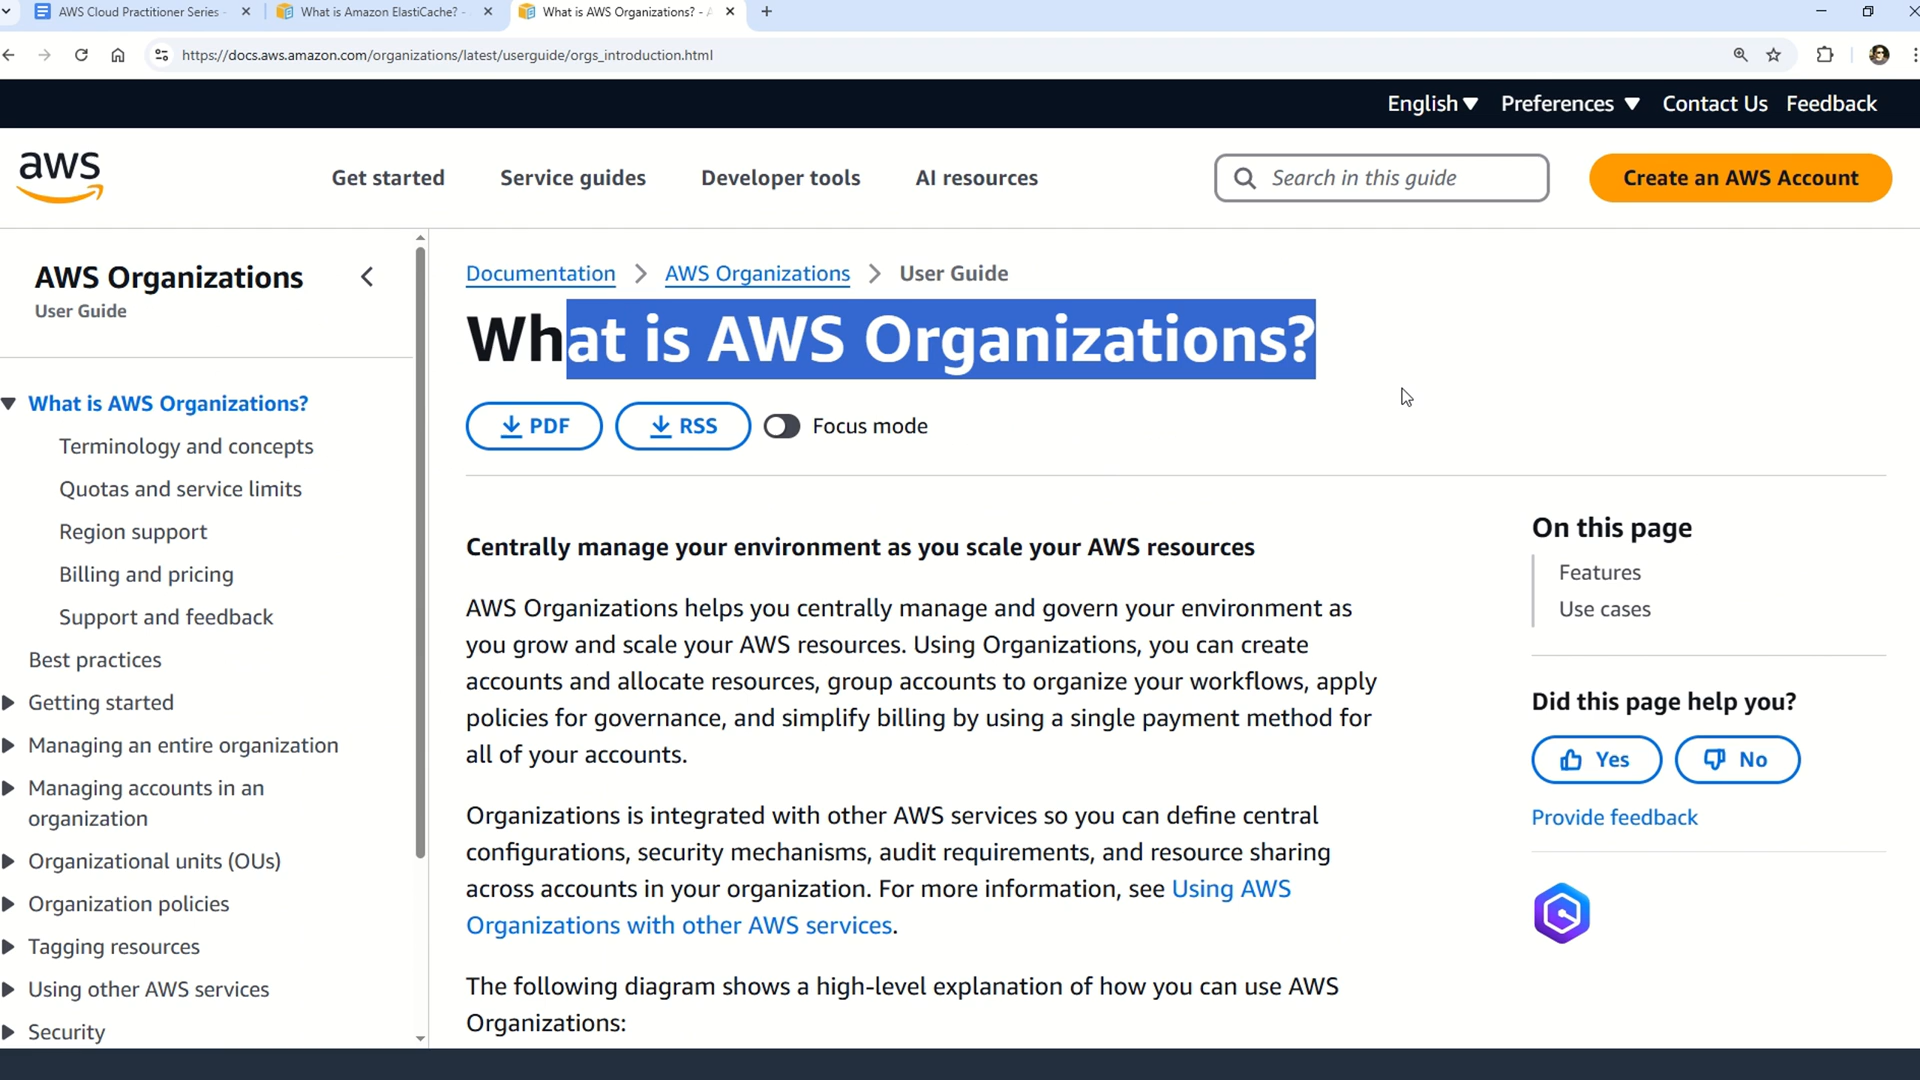 AWS Cloud Practitioner Series -
What is Amazon ElastiCache? -
What is AWS Organizations? - A
https://docs.aws.amazon.com/organizations/latest/userguide/orgs_introduction.html
English Preferences Contact Us Feedback
aws
Get started Service guides Developer tools AI resources
Search in this guide
Create an AWS Account
AWS Organizations
User Guide
What is AWS Organizations?
Terminology and concepts
Quotas and service limits
Region support
Billing and pricing
Support and feedback
Best practices
Getting started
Managing an entire organization
Managing accounts in an
organization
Organizational units (OUs)
Organization policies
Tagging resources
Using other AWS services
Security
Documentation > AWS Organizations > User Guide
What is AWS Organizations?
PDF RSS Focus mode
Centrally manage your environment as you scale your AWS resources
AWS Organizations helps you centrally manage and govern your environment as
you grow and scale your AWS resources. Using Organizations, you can create
accounts and allocate resources, group accounts to organize your workflows, apply
policies for governance, and simplify billing by using a single payment method for
all of your accounts.
Organizations is integrated with other AWS services so you can define central
configurations, security mechanisms, audit requirements, and resource sharing
across accounts in your organization. For more information, see Using AWS
Organizations with other AWS services.
The following diagram shows a high-level explanation of how you can use AWS
Organizations:
On this page
Features
Use cases
Did this page help you?
Yes No
Provide feedback